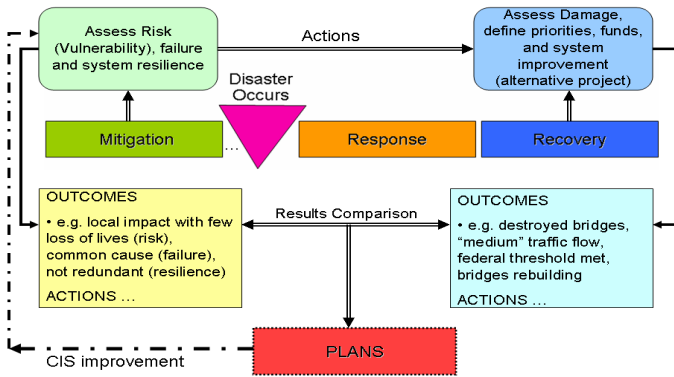 Assess Risk
(Vulnerability), failure
and system resilience
Actions
Assess Damage,
define priorities, funds,
and system
improvement
(alternative project)
Disaster
Occurs
Mitigation
...
Response
Recovery
OUTCOMES
• e.g. local impact with few
loss of lives (risk),
common cause (failure),
not redundant (resilience)
ACTIONS …
Results Comparison
OUTCOMES
• e.g. destroyed bridges,
“medium” traffic flow,
federal threshold met,
bridges rebuilding
ACTIONS …
PLANS
CIS improvement